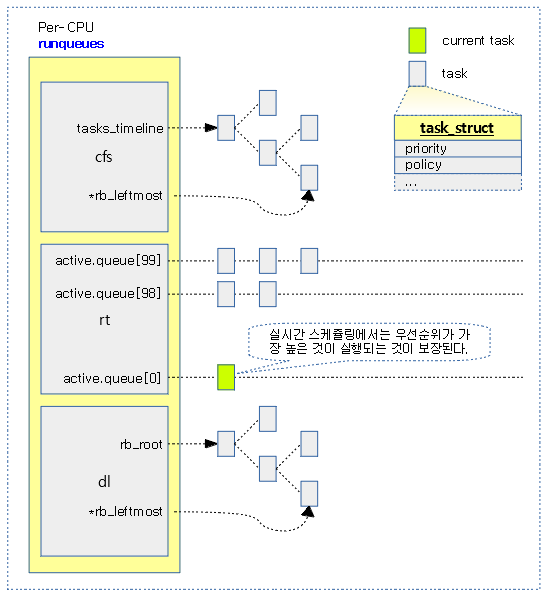 Per-CPU
runqueues
current task
task
task_struct
priority
policy
...
tasks_timeline
cfs
*rb_leftmost
active.queue[99]
active.queue[98]
rt
실시간 스케쥴링에서는 우선순위가 가
장 높은 것이 실행되는 것이 보장된다.
active.queue[0]
rb_root
dl
*rb_leftmost